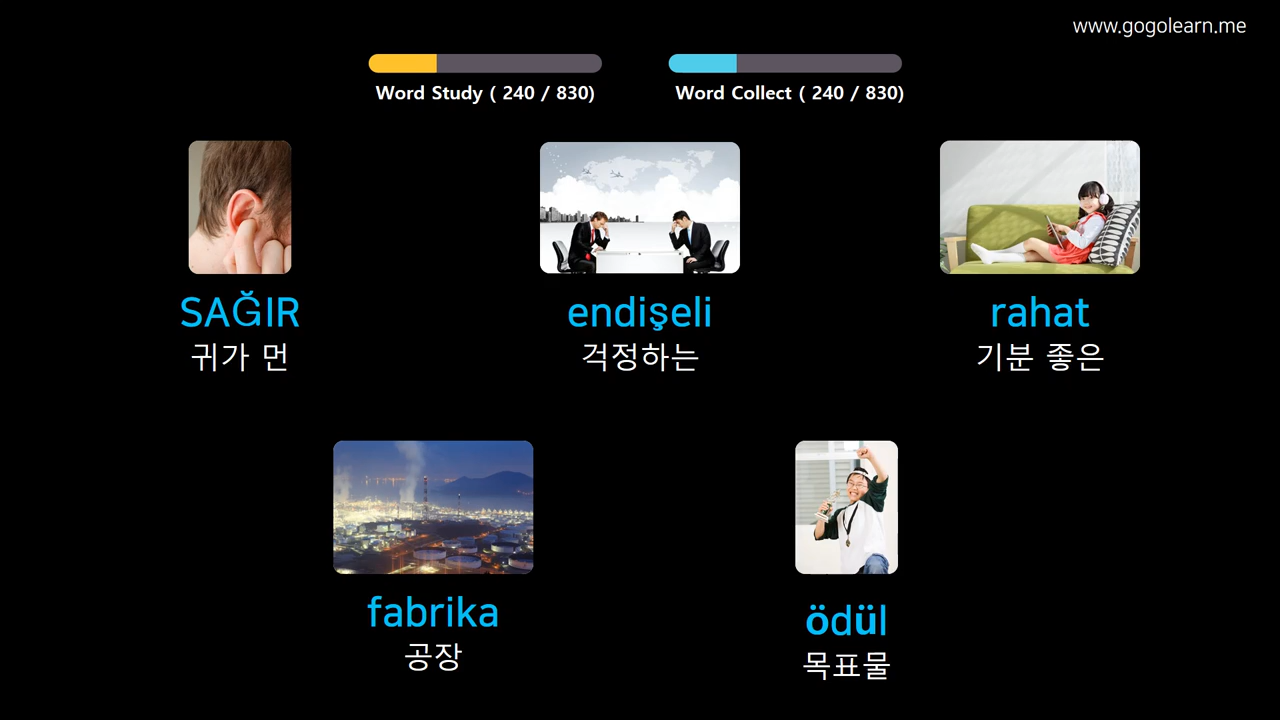 www.gogolearn.me
Word Study ( 240 / 830)
Word Collect ( 240 / 830)
SAĞIR
귀가 먼
endişeli
걱정하는
rahat
기분 좋은
fabrika
공장
ödül
목표물